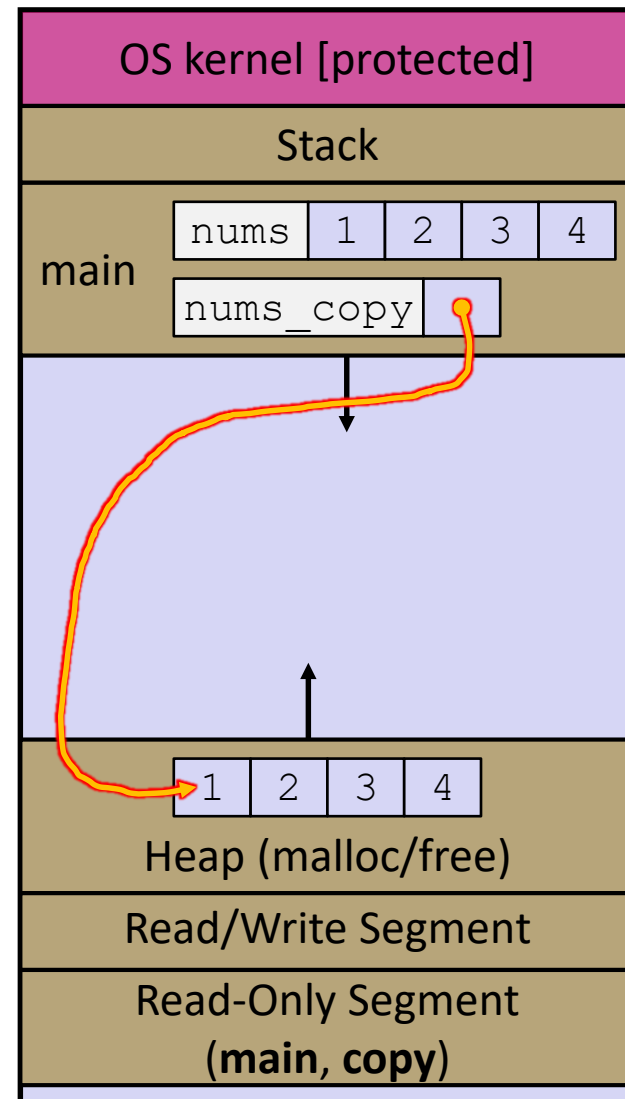 OS kernel [protected]
Stack
main
nums 1 2 3 4
nums_copy
1 2 3 4
Heap (malloc/free)
Read/Write Segment
Read-Only Segment
(main, copy)